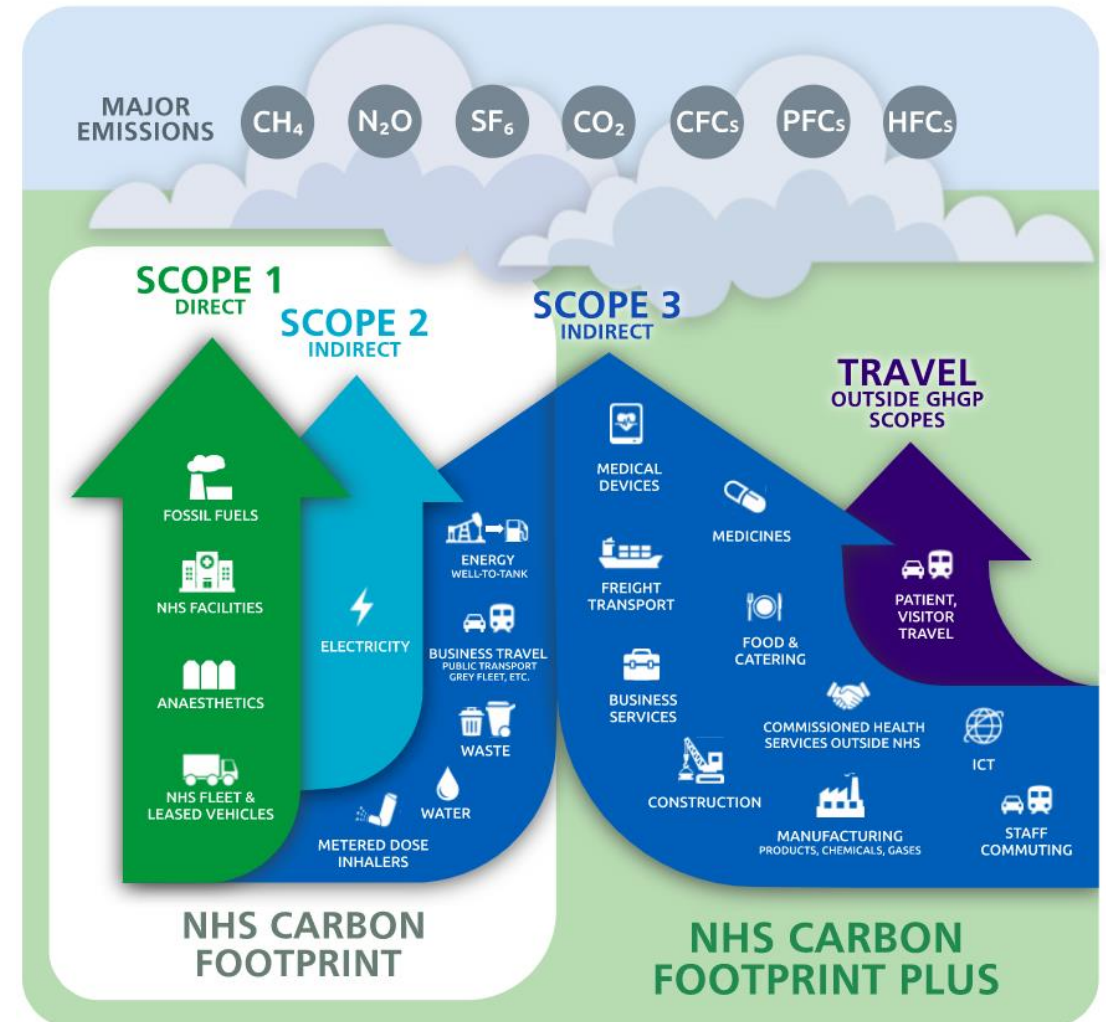 MAJOR
EMISSIONS
CH₄
N₂O
SF₆
CO₂
CFCs
PFCs
HFCs
SCOPE 1
DIRECT
SCOPE 2
INDIRECT
SCOPE 3
INDIRECT
TRAVEL
OUTSIDE GHGP
SCOPES
FOSSIL FUELS
NHS FACILITIES
ANAESTHETICS
NHS FLEET &
LEASED VEHICLES
ELECTRICITY
ENERGY
WELL-TO-TANK
BUSINESS TRAVEL
PUBLIC TRANSPORT
GREY FLEET, ETC.
WASTE
WATER
METERED DOSE
INHALERS
MEDICAL
DEVICES
MEDICINES
FREIGHT
TRANSPORT
FOOD &
CATERING
BUSINESS
SERVICES
COMMISSIONED HEALTH
SERVICES OUTSIDE NHS
ICT
CONSTRUCTION
MANUFACTURING
PRODUCTS, CHEMICALS, GASES
STAFF
COMMUTING
PATIENT,
VISITOR
TRAVEL
NHS CARBON
FOOTPRINT
NHS CARBON
FOOTPRINT PLUS